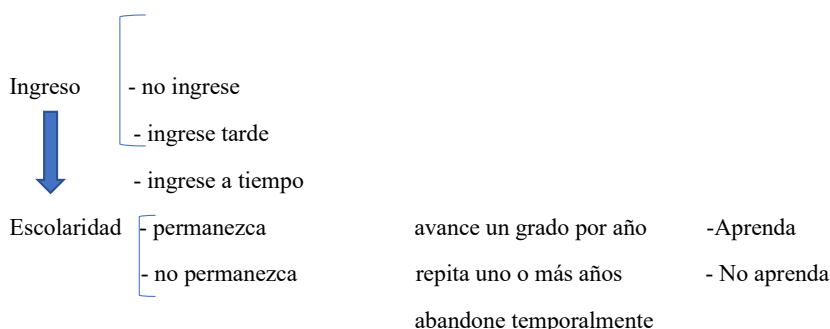 Ingreso - no ingrese
- ingrese tarde
- ingrese a tiempo
Escolaridad - permanezca avance un grado por año -Aprenda
- no permanezca repita uno o más años - No aprenda
abandone temporalmente